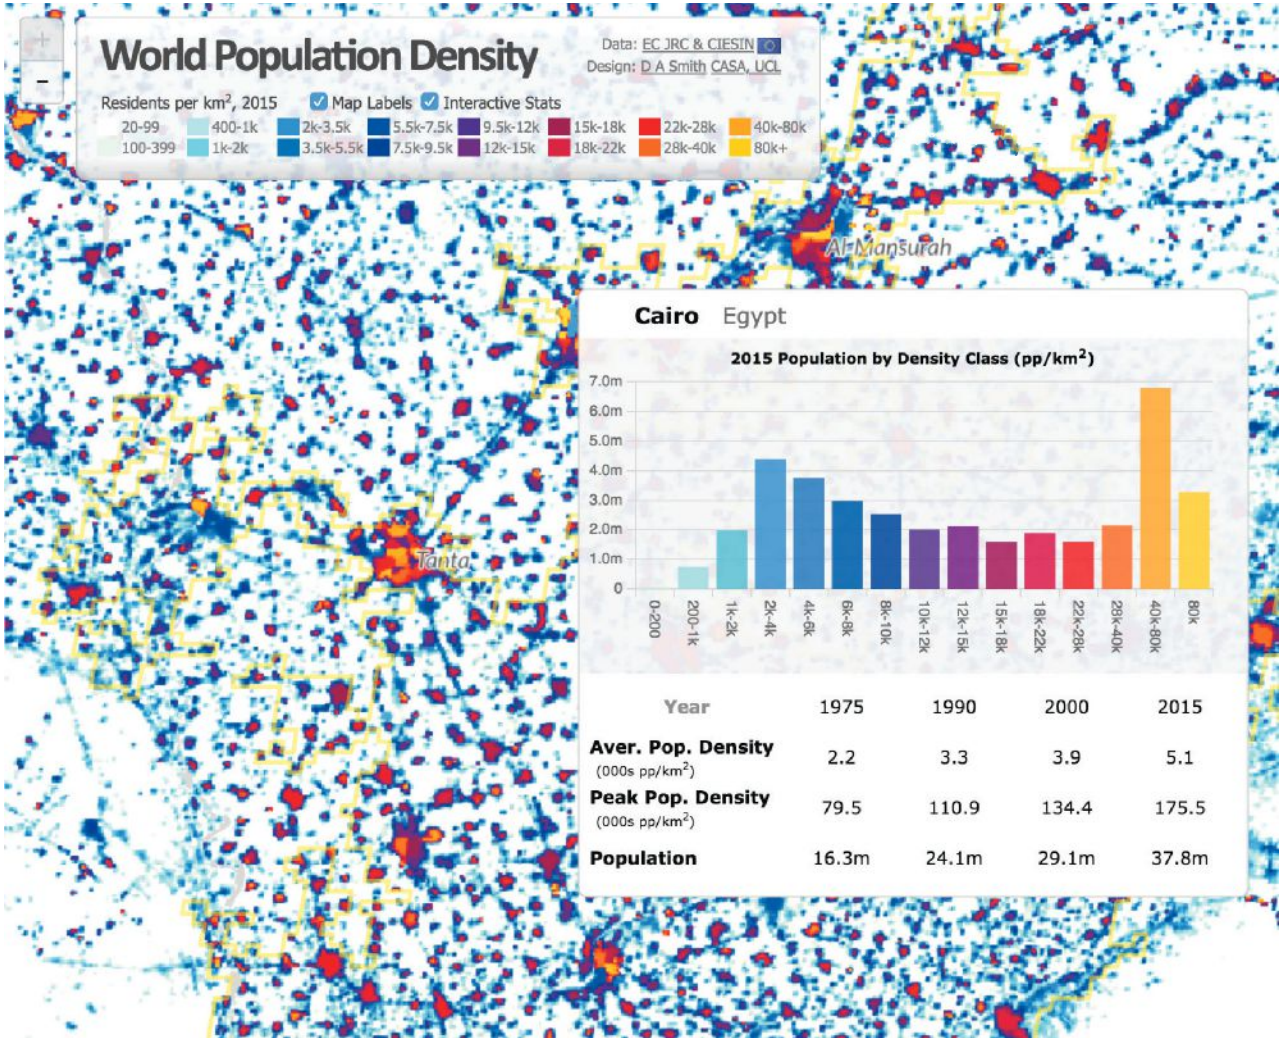 +
-
World Population Density
Data: EC JRC & CIESIN
Design: D A Smith CASA, UCL
Residents per km², 2015 Map Labels Interactive Stats
20-99 400-1k 2k-3.5k 5.5k-7.5k 9.5k-12k 15k-18k 22k-28k 40k-80k
100-399 1k-2k 3.5k-5.5k 7.5k-9.5k 12k-15k 18k-22k 28k-40k 80k+
Al-Mansurah
Tanta
Cairo Egypt
2015 Population by Density Class (pp/km²)
7.0m
6.0m
5.0m
4.0m
3.0m
2.0m
1.0m
0
0-200 200-1k 1k-2k 2k-4k 4k-6k 6k-8k 8k-10k 10k-12k 12k-15k 15k-18k 18k-22k 22k-28k 28k-40k 40k-80k 80k
Year 1975 1990 2000 2015
Aver. Pop. Density 2.2 3.3 3.9 5.1
(000s pp/km²)
Peak Pop. Density 79.5 110.9 134.4 175.5
(000s pp/km²)
Population 16.3m 24.1m 29.1m 37.8m